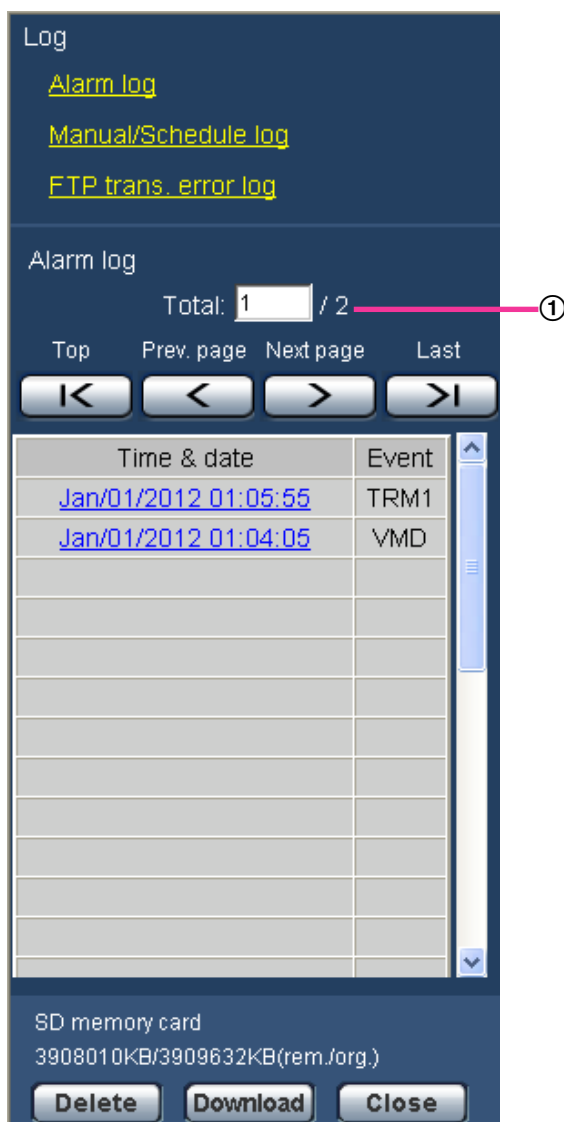 Log
Alarm log
Manual/Schedule log
FTP trans. error log
Alarm log
Total: 1 / 2
①
Top Prev. page Next page Last
Time & date Event
Jan/01/2012 01:05:55 TRM1
Jan/01/2012 01:04:05 VMD
SD memory card
3908010KB/3909632KB(rem./org.)
Delete Download Close